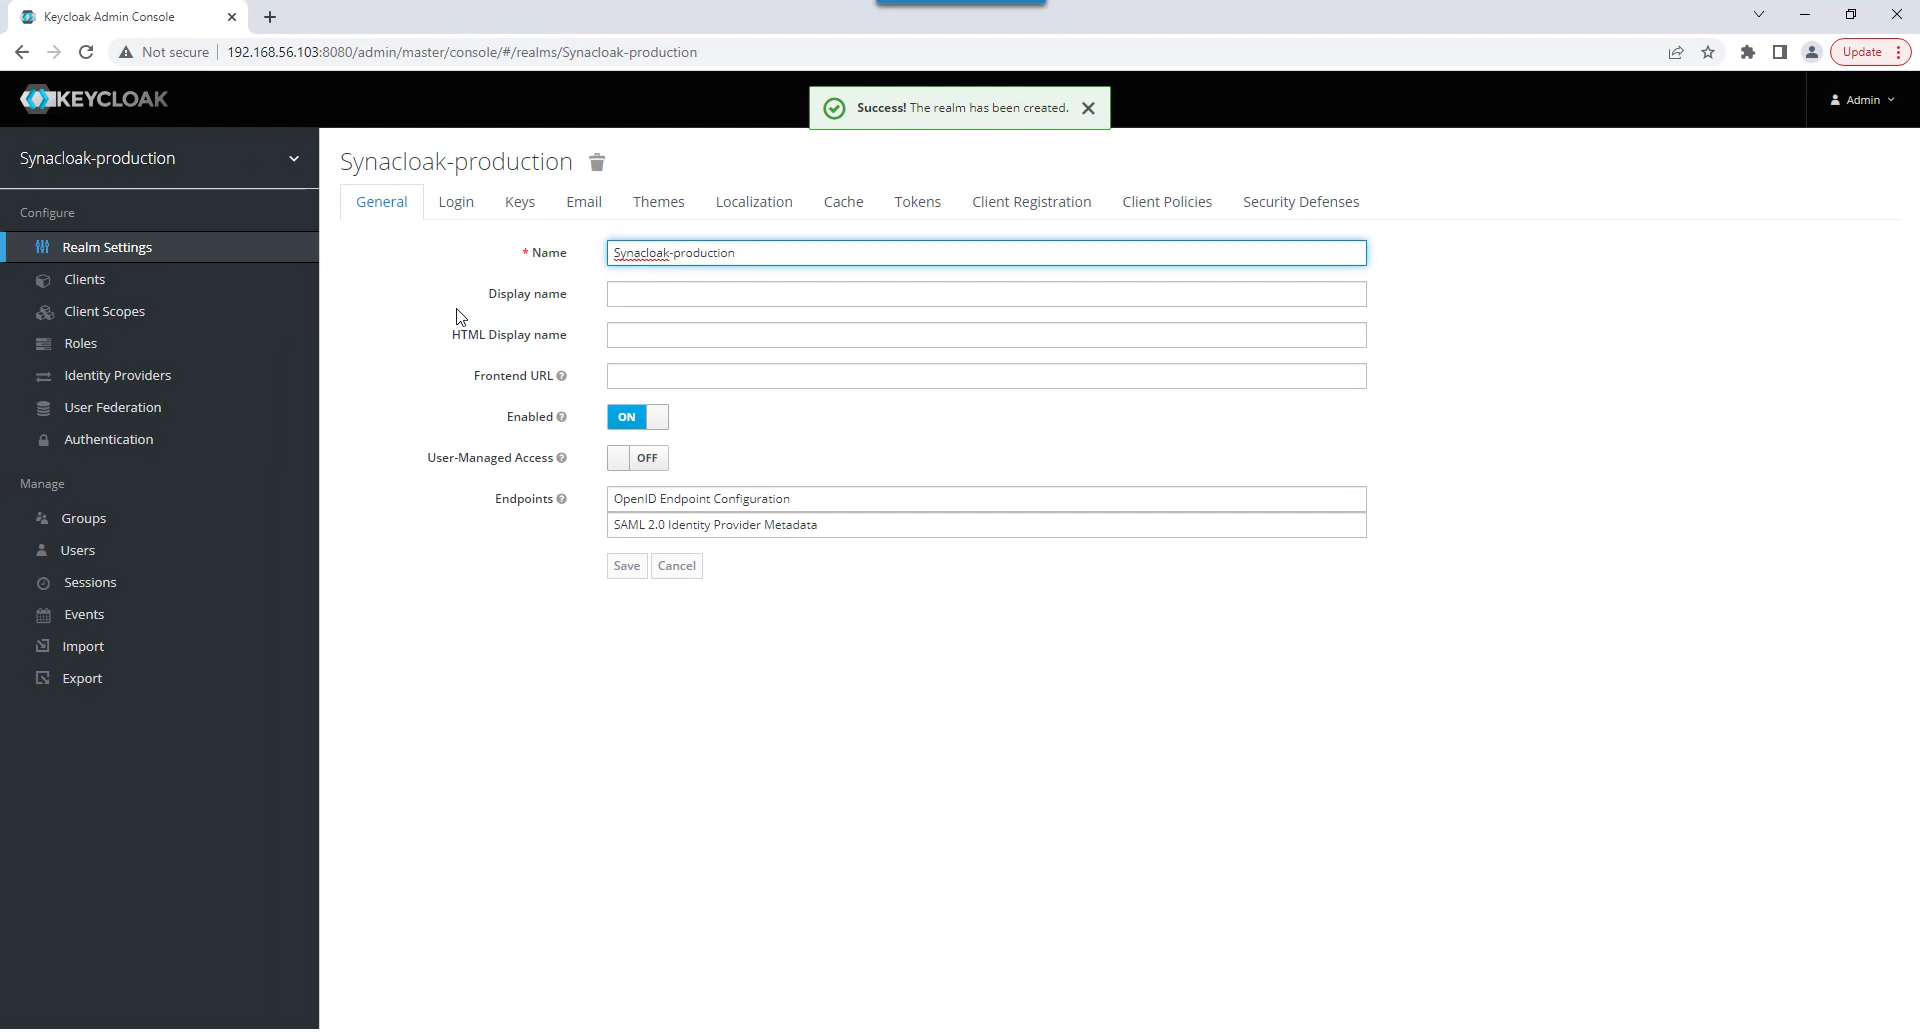 Keycloak Admin Console
Not secure
192.168.56.103:8080/admin/master/console/#/realms/Synacloak-production
Update
KEYCLOAK
Success! The realm has been created.
Admin
Synacloak-production
Configure
Realm Settings
Clients
Client Scopes
Roles
Identity Providers
User Federation
Authentication
Manage
Groups
Users
Sessions
Events
Import
Export
Synacloak-production
General Login Keys Email Themes Localization Cache Tokens Client Registration Client Policies Security Defenses
* Name Synacloak-production
Display name
HTML Display name
Frontend URL
Enabled ON
User-Managed Access OFF
Endpoints OpenID Endpoint Configuration
SAML 2.0 Identity Provider Metadata
Save Cancel